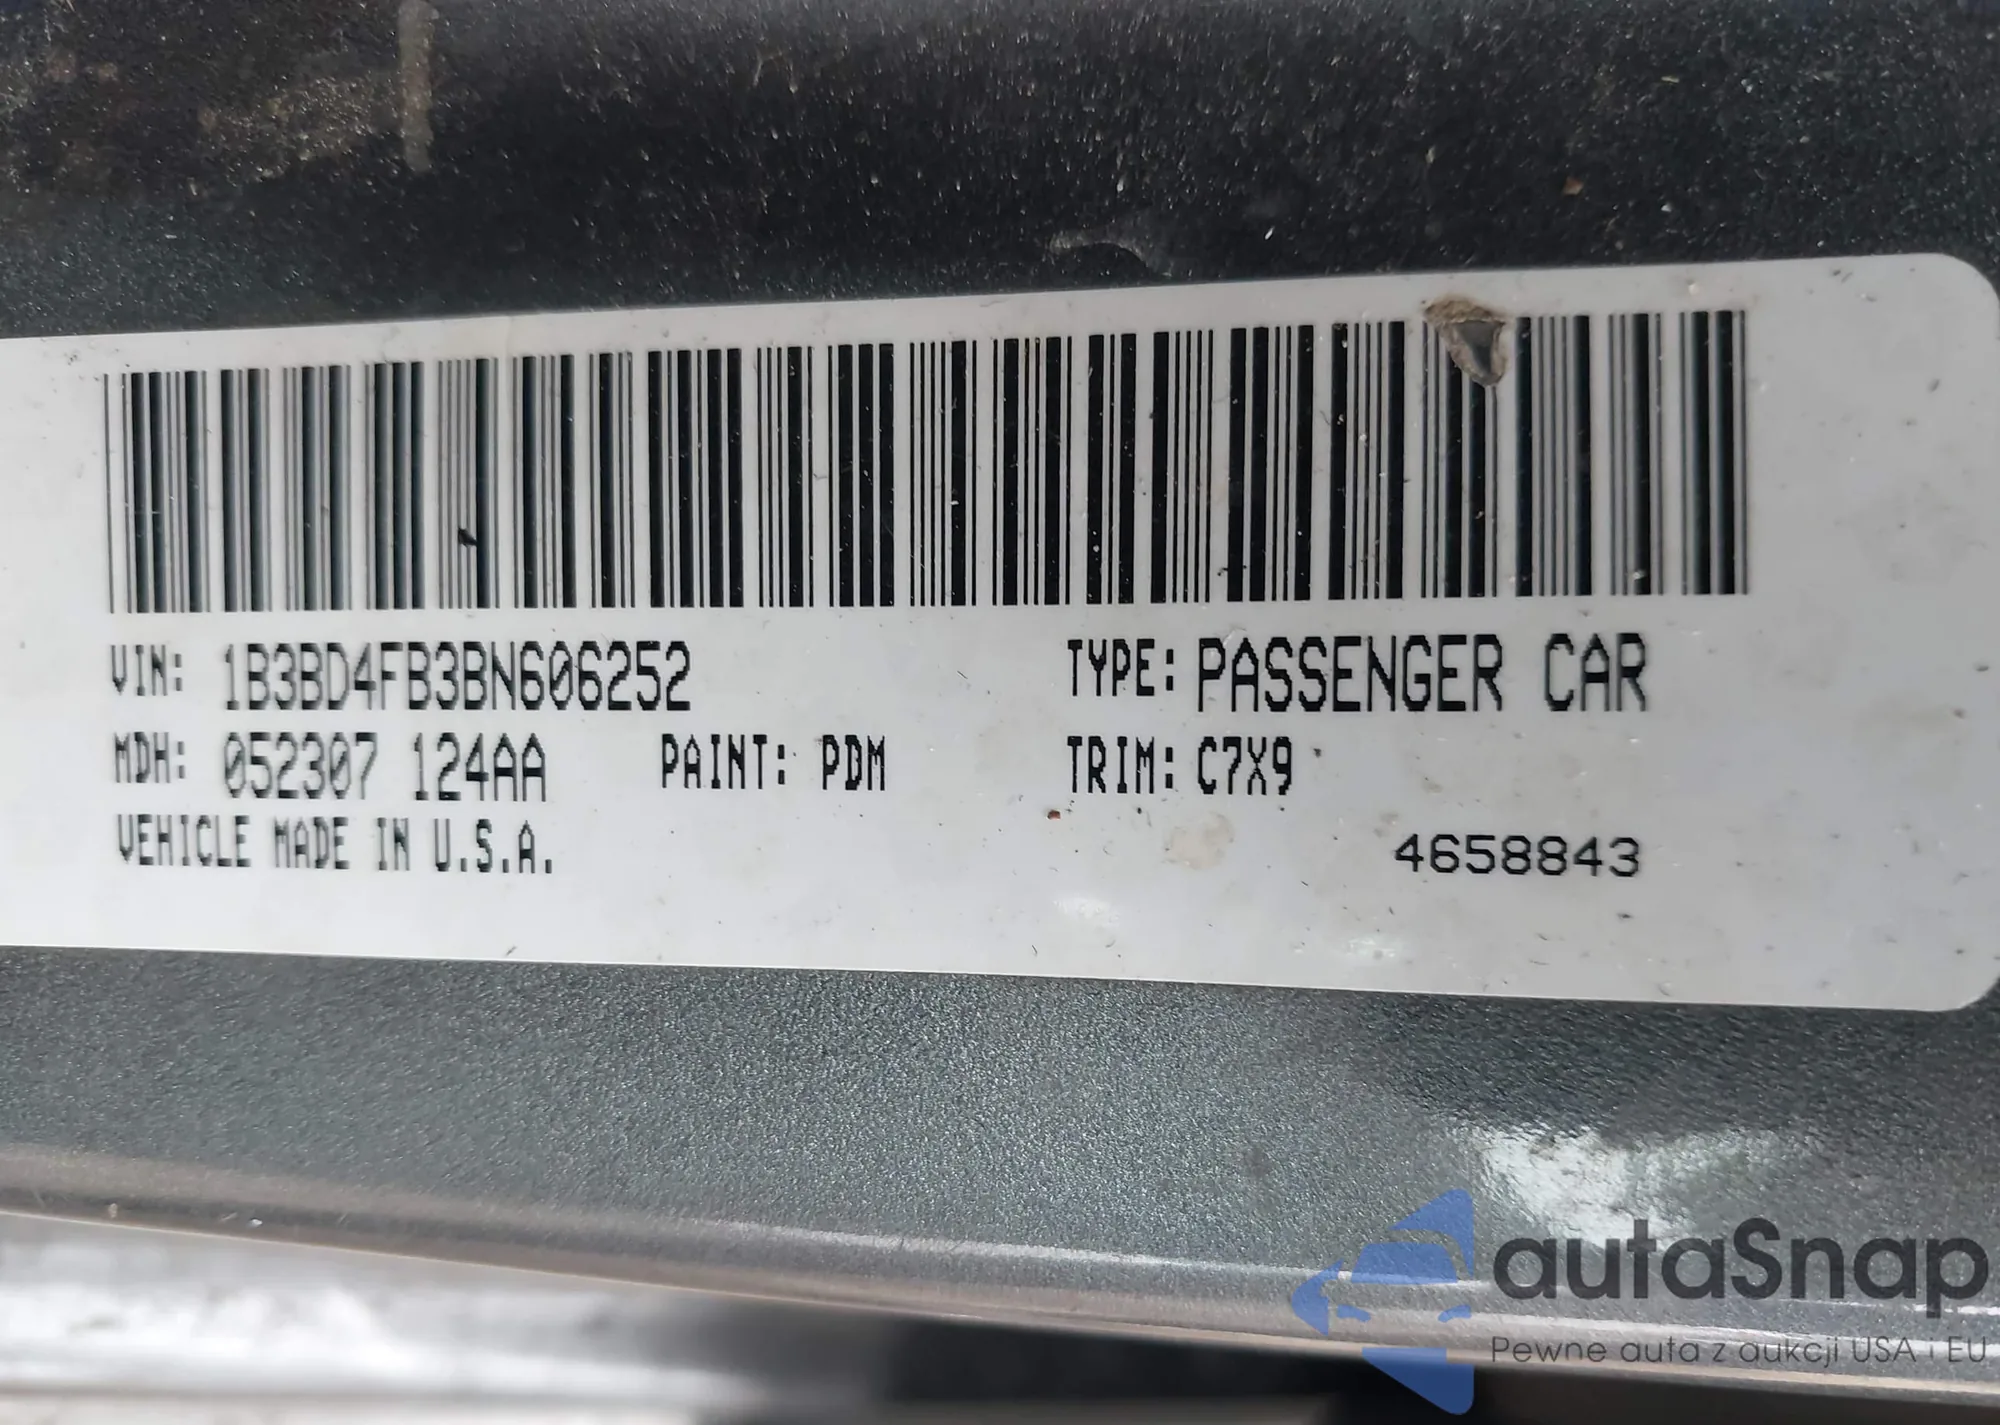 VIN: 1B3BD4FB3BN606252 TYPE: PASSENGER CAR
MDH: 052307 124AA PAINT: PDM TRIM: C7X9
VEHICLE MADE IN U.S.A. 4658843
autaSnap
Pewne auta z aukcji USA i EU